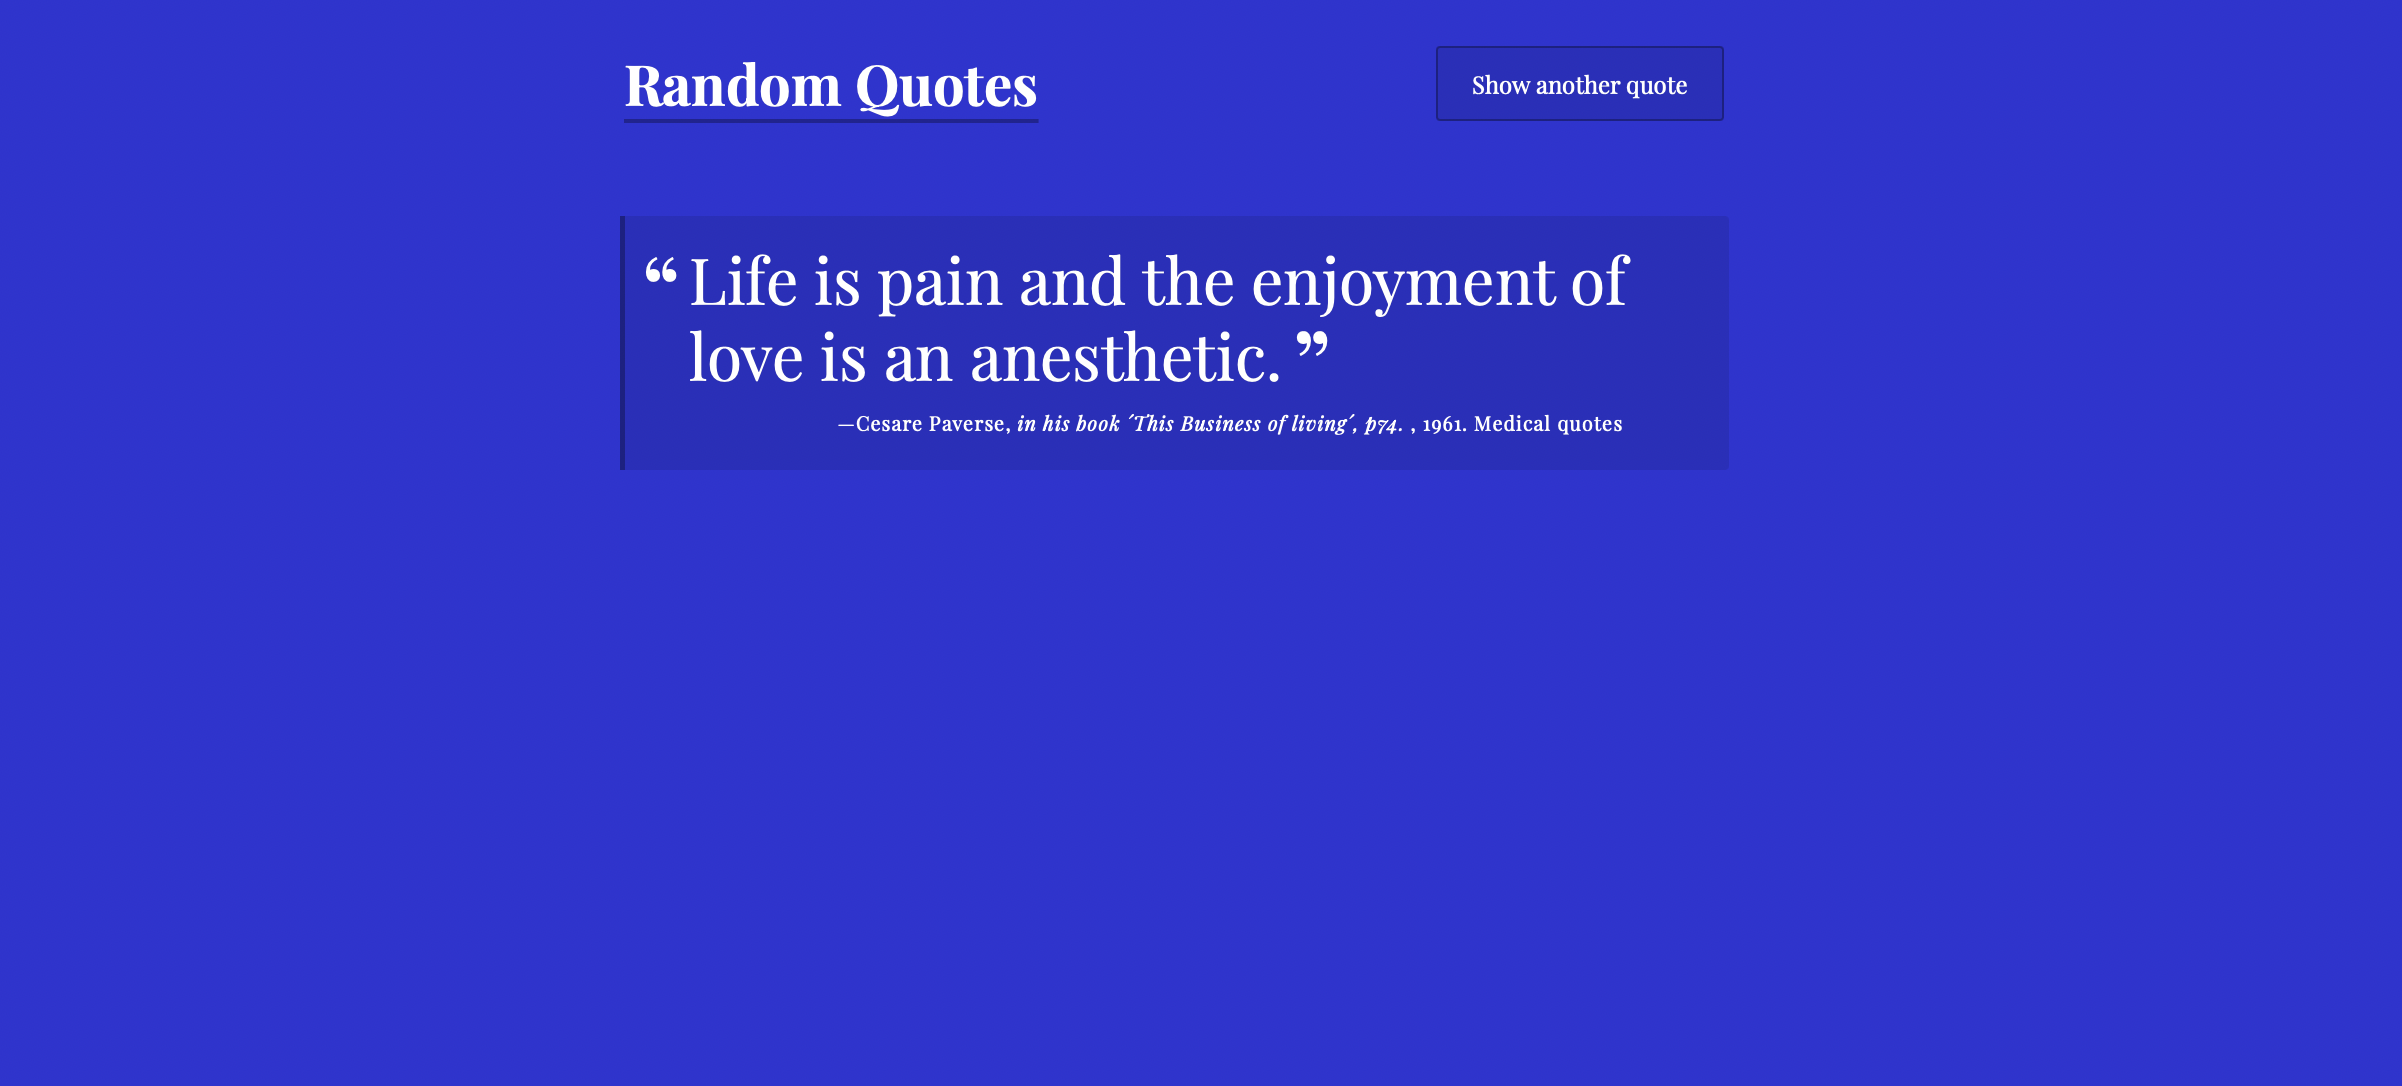 Random Quotes
Show another quote
“ Life is pain and the enjoyment of
love is an anesthetic. ”
—Cesare Paverse, in his book ´This Business of living´, p74. , 1961. Medical quotes